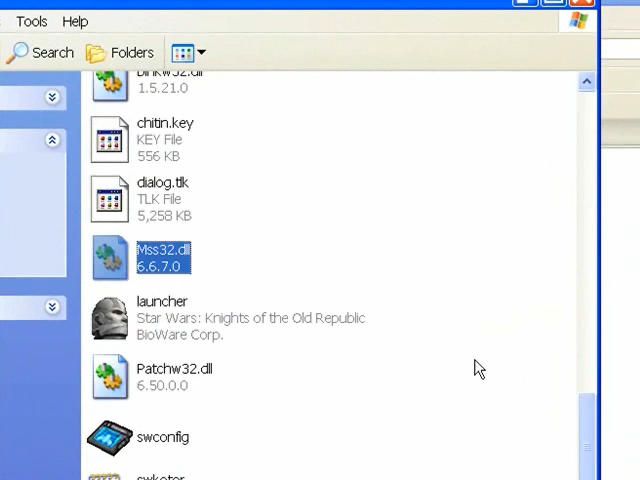 Tools Help
Search Folders
1.5.21.0
chitin.key
KEY File
556 KB
dialog.tlk
TLK File
5,258 KB
Mss32.dll
6.6.7.0
launcher
Star Wars: Knights of the Old Republic
BioWare Corp.
Patchw32.dll
6.50.0.0
swconfig